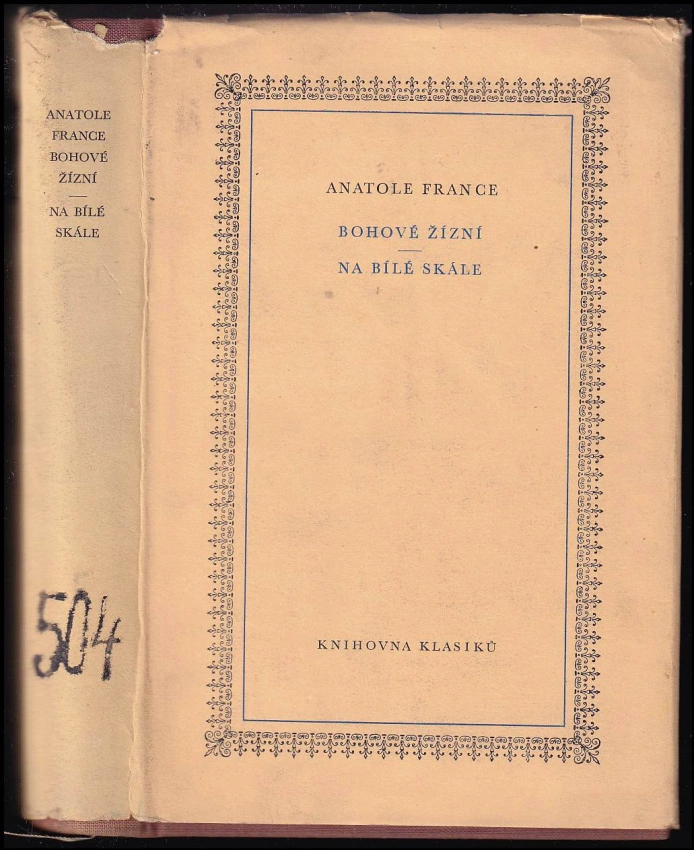 ANATOLE
FRANCE
BOHOVÉ
ŽÍZNÍ
NA BÍLÉ
SKÁLE
504
ANATOLE FRANCE
BOHOVÉ ŽÍZNÍ
NA BÍLÉ SKÁLE
KNIHOVNA KLASIKŮ